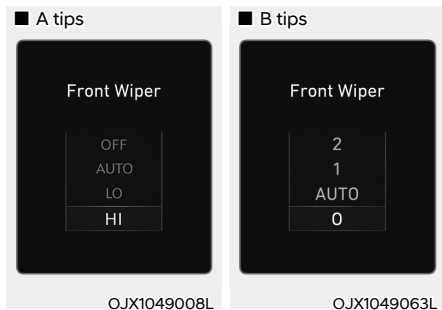 ■ A tips
Front Wiper
OFF
AUTO
LO
HI
OJX1049008L
■ B tips
Front Wiper
2
1
AUTO
0
OJX1049063L